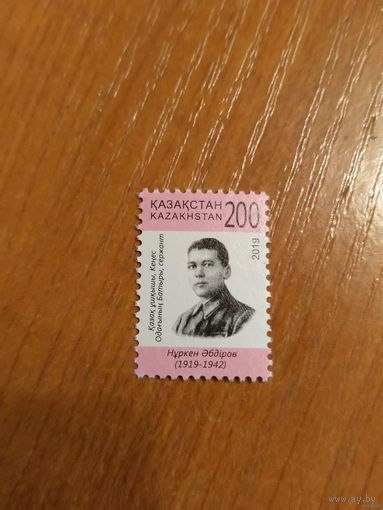 ҚАЗАҚСТАН
KAZAKHSTAN
200
2019
Қазақ ұшқышы, Кеңес
Одағының Батыры, сержант
Нұркен Әбдіров
(1919-1942)
www.ay.by